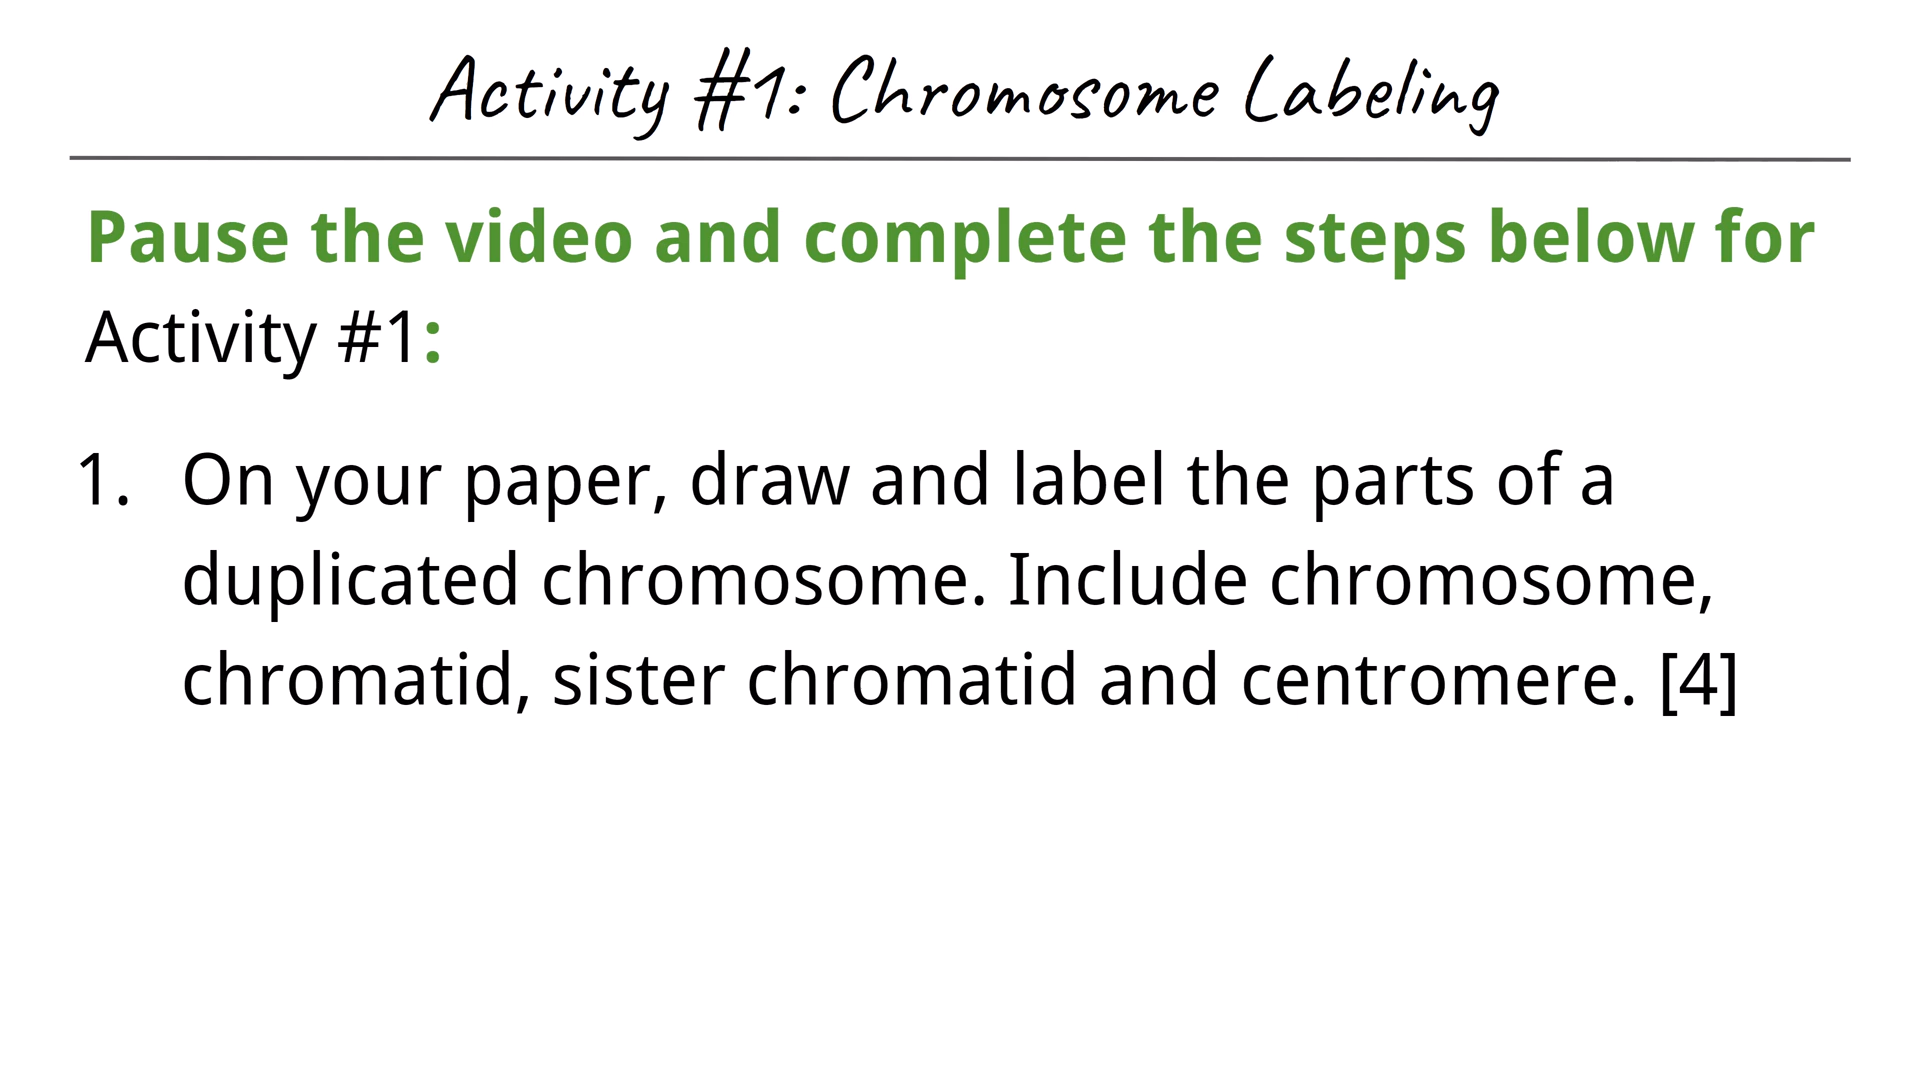 Activity #1: Chromosome Labeling
Pause the video and complete the steps below for
Activity #1:
1. On your paper, draw and label the parts of a
duplicated chromosome. Include chromosome,
chromatid, sister chromatid and centromere. [4]